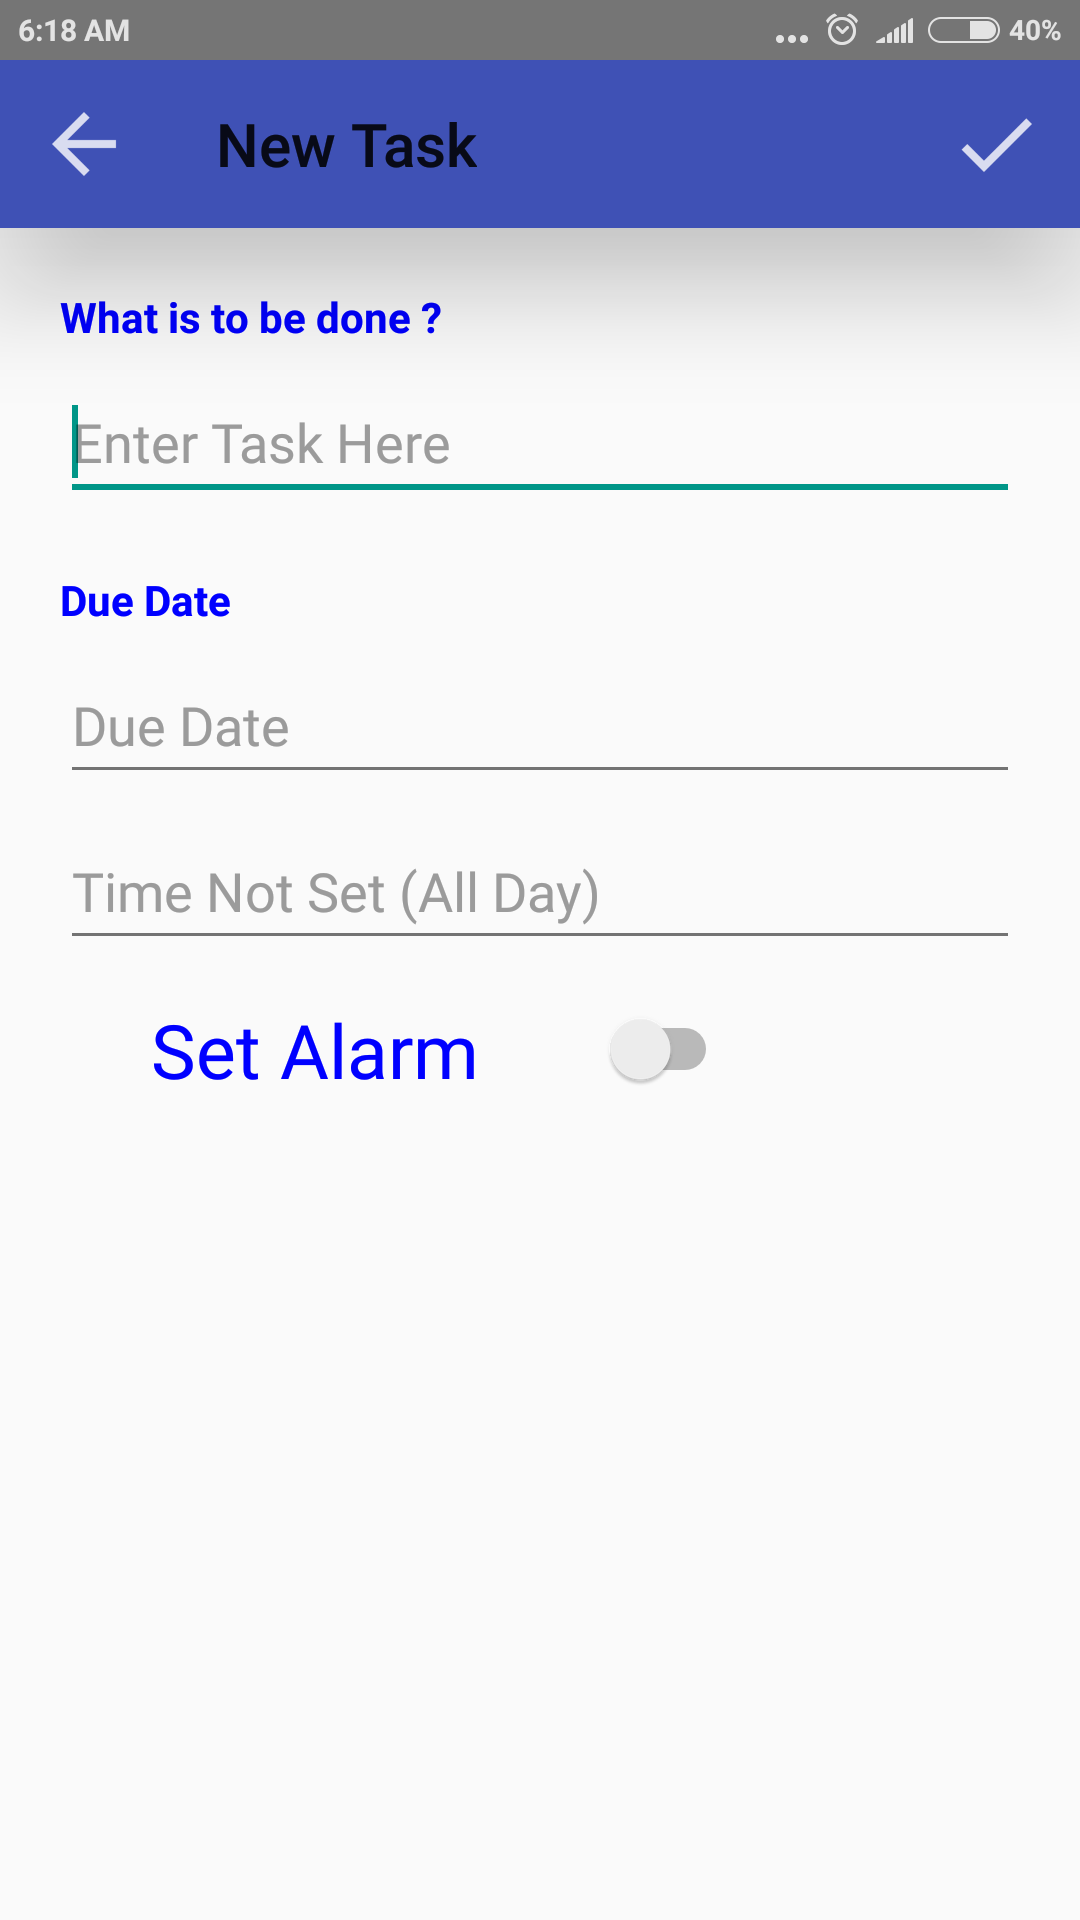 6:18 AM
40%
New Task
What is to be done ?
Enter Task Here
Due Date
Due Date
Time Not Set (All Day)
Set Alarm